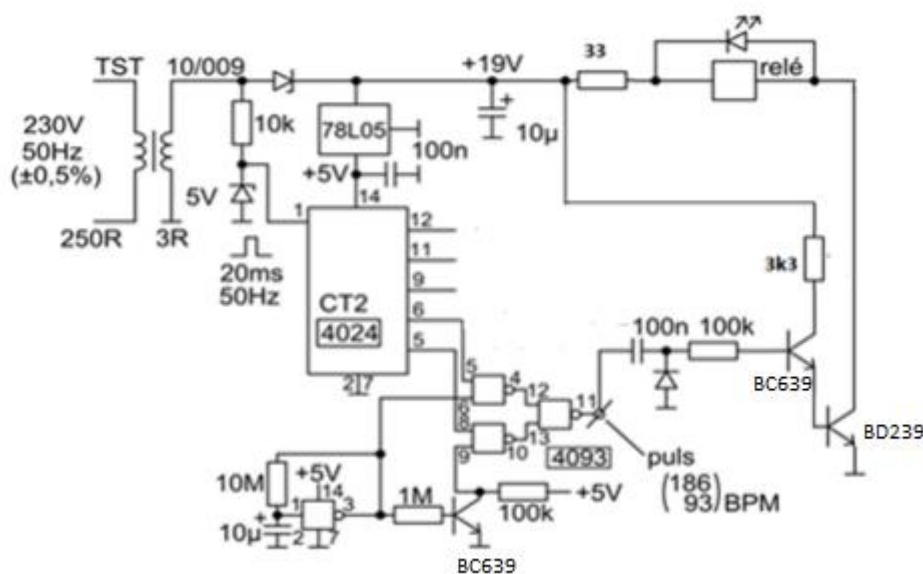 TST
10/009
230V
50Hz
(±0,5%)
250R
3R
10k
5V
20ms
50Hz
78L05
+5V
100n
+19V
10µ
33
relé
3k3
1
14
12
11
9
6
5
CT2
4024
2
7
100n
100k
BC639
BD239
5
4
6
8
9
10
12
13
11
4093
puls
(186
93)BPM
10M
+5V
14
1
3
10µ
2
7
1M
100k
+5V
BC639
+
+